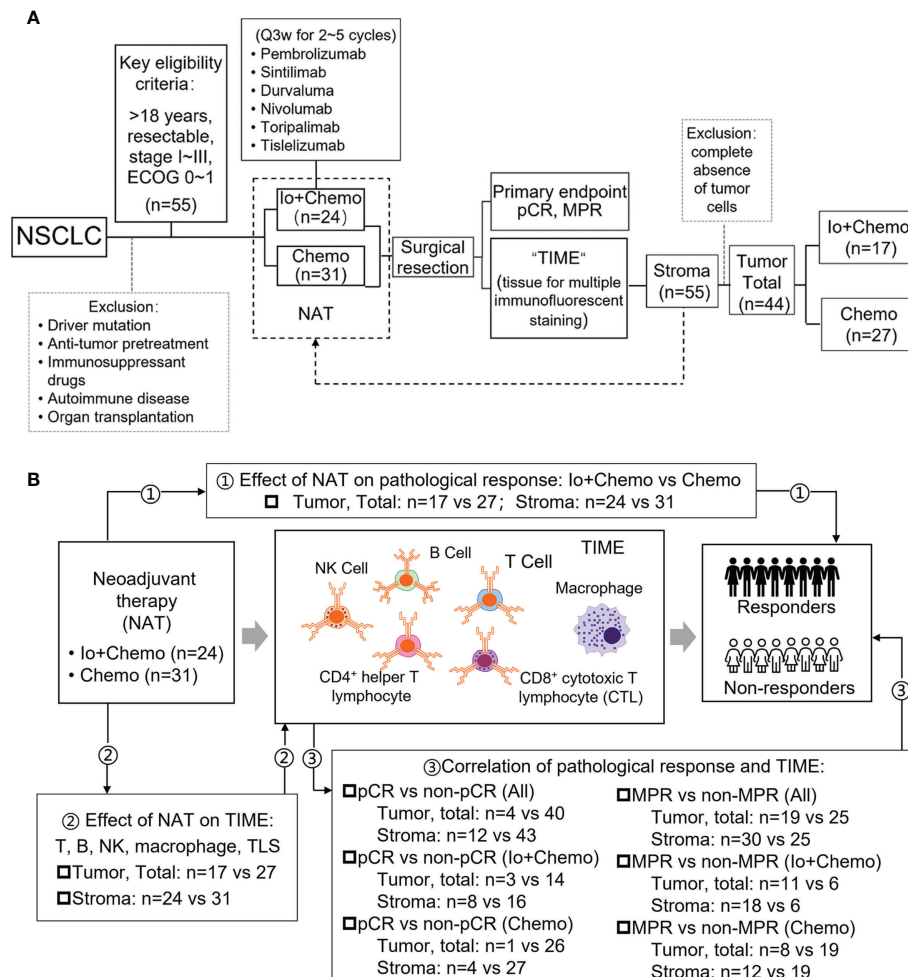 A
Key eligibility
criteria:
>18 years,
resectable,
stage I~III,
ECOG 0~1
(n=55)
(Q3w for 2~5 cycles)
• Pembrolizumab
• Sintilimab
• Durvaluma
• Nivolumab
• Toripalimab
• Tislelizumab
NSCLC
Exclusion:
• Driver mutation
• Anti-tumor pretreatment
• Immunosuppressant
drugs
• Autoimmune disease
• Organ transplantation
Io+Chemo
(n=24)
Chemo
(n=31)
NAT
Surgical
resection
Primary endpoint
pCR, MPR
"TIME"
(tissue for multiple
immunofluorescent
staining)
Stroma
(n=55)
Exclusion:
complete
absence
of tumor
cells
Tumor
Total
(n=44)
Io+Chemo
(n=17)
Chemo
(n=27)
B
① Effect of NAT on pathological response: Io+Chemo vs Chemo
Tumor, Total: n=17 vs 27; Stroma: n=24 vs 31
①
①
Neoadjuvant
therapy
(NAT)
• Io+Chemo (n=24)
• Chemo (n=31)
TIME
NK Cell
B Cell
T Cell
Macrophage
CD4⁺ helper T
lymphocyte
CD8⁺ cytotoxic T
lymphocyte (CTL)
Responders
Non-responders
②
②
③
③
② Effect of NAT on TIME:
T, B, NK, macrophage, TLS
Tumor, Total: n=17 vs 27
Stroma: n=24 vs 31
③Correlation of pathological response and TIME:
pCR vs non-pCR (All)
Tumor, total: n=4 vs 40
Stroma: n=12 vs 43
pCR vs non-pCR (Io+Chemo)
Tumor, total: n=3 vs 14
Stroma: n=8 vs 16
pCR vs non-pCR (Chemo)
Tumor, total: n=1 vs 26
Stroma: n=4 vs 27
MPR vs non-MPR (All)
Tumor, total: n=19 vs 25
Stroma: n=30 vs 25
MPR vs non-MPR (Io+Chemo)
Tumor, total: n=11 vs 6
Stroma: n=18 vs 6
MPR vs non-MPR (Chemo)
Tumor, total: n=8 vs 19
Stroma: n=12 vs 19